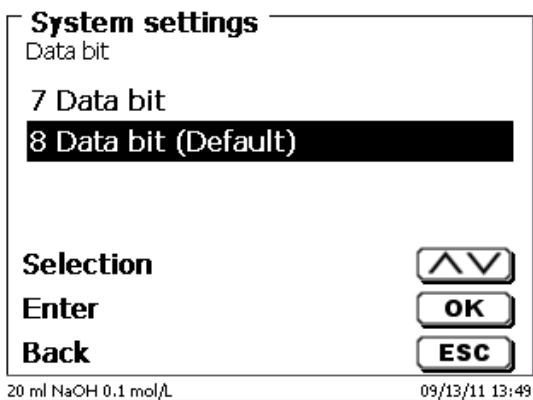 System settings
Data bit
7 Data bit
8 Data bit (Default)
Selection
Enter OK
Back ESC
20 ml NaOH 0.1 mol/L 09/13/11 13:49